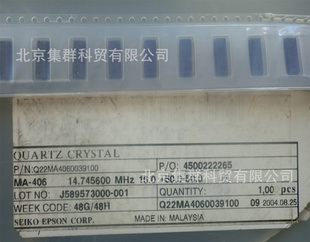 北京集群科贸有限公司
QUARTZ CRYSTAL
P/N: Q22MA4060039100 P/O: 4500222265
MA-406 14.745600 MHz 16.0
LOT NO: J589573000-001 QUANTITY: 1,00 pcs
WEEK CODE: 48G/48H Q22MA4060039100 09 2004.08.25
SEIKO EPSON CORP. MADE IN MALAYSIA
北京集群科贸有限公司